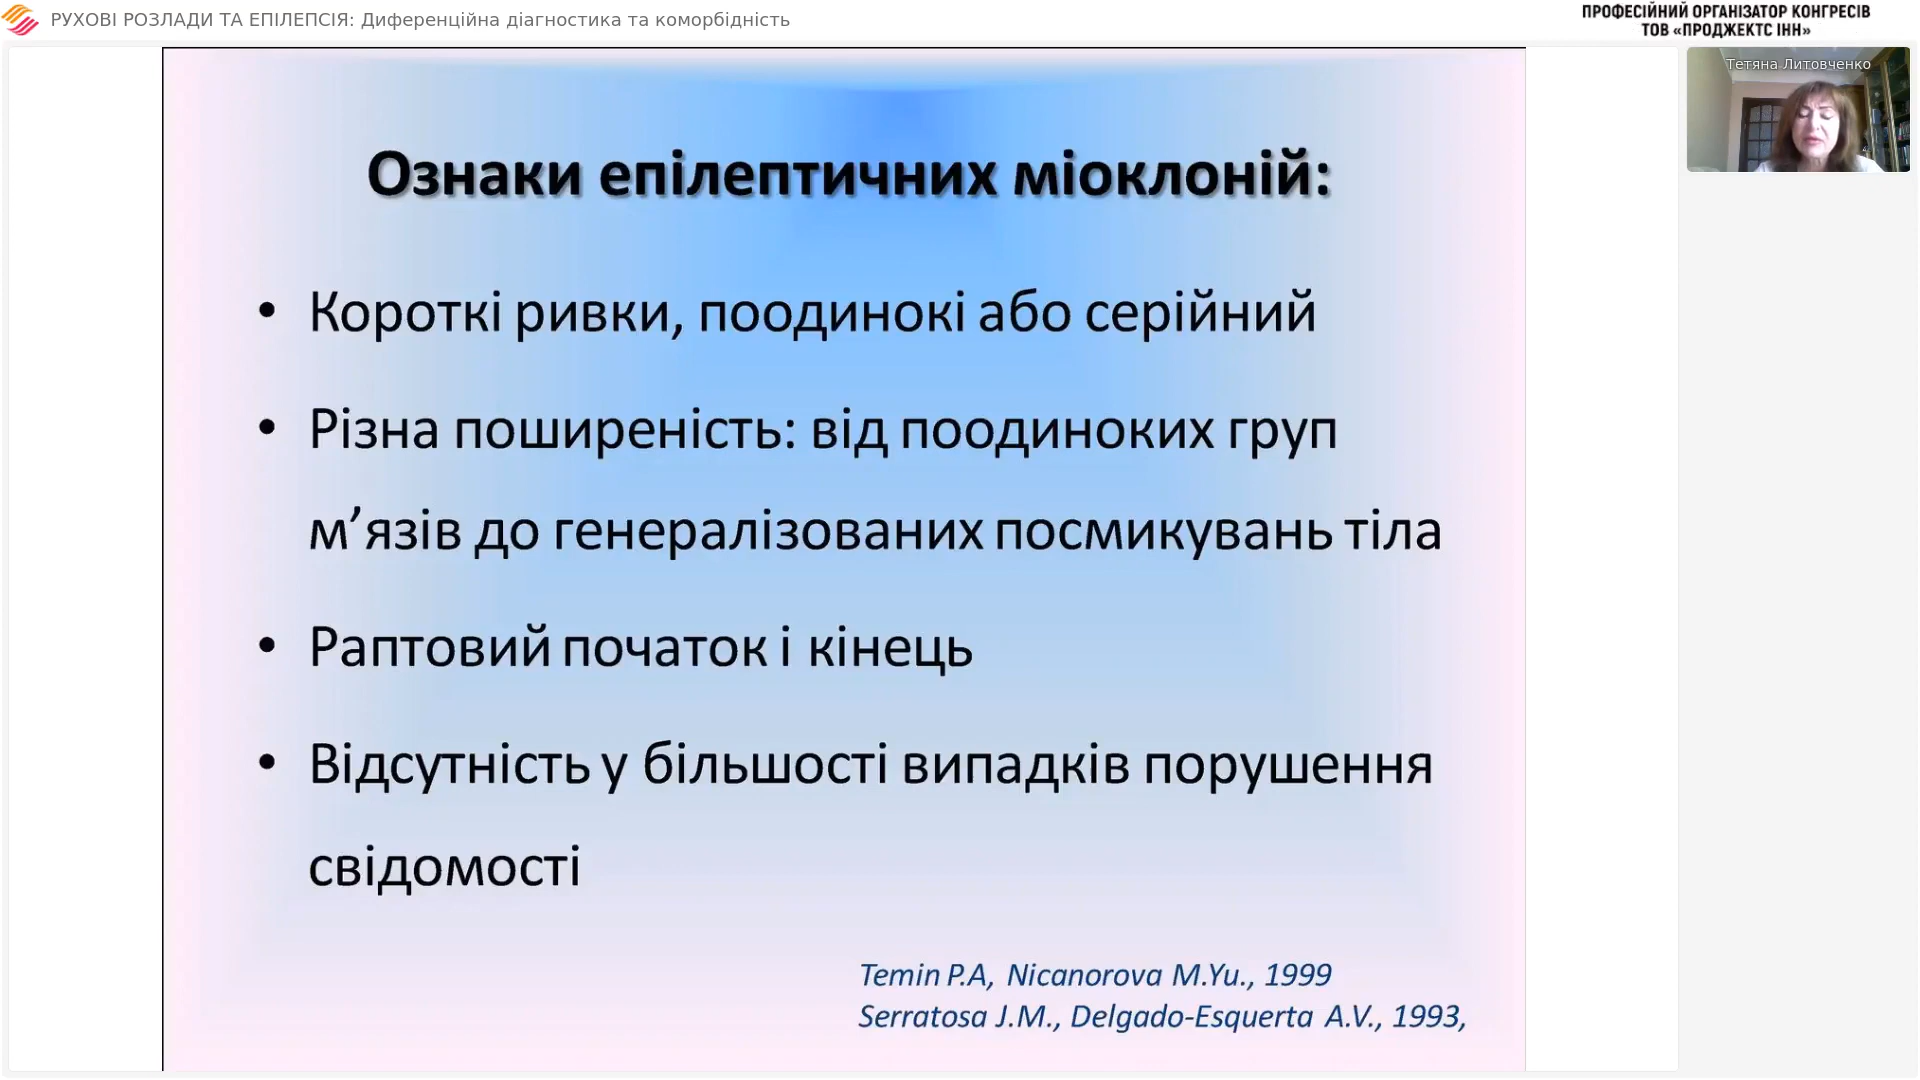 РУХОВІ РОЗЛАДИ ТА ЕПІЛЕПСІЯ: Диференційна діагностика та коморбідність
ПРОФЕСІЙНИЙ ОРГАНІЗАТОР КОНГРЕСІВ
ТОВ «ПРОДЖЕКТС ІНН»
Тетяна Литовченко
Ознаки епілептичних міоклоній:
• Короткі ривки, поодинокі або серійний
• Різна поширеність: від поодиноких груп
м’язів до генералізованих посмикувань тіла
• Раптовий початок і кінець
• Відсутність у більшості випадків порушення
свідомості
Temin P.A, Nicanorova M.Yu., 1999
Serratosa J.M., Delgado-Esquerta A.V., 1993,